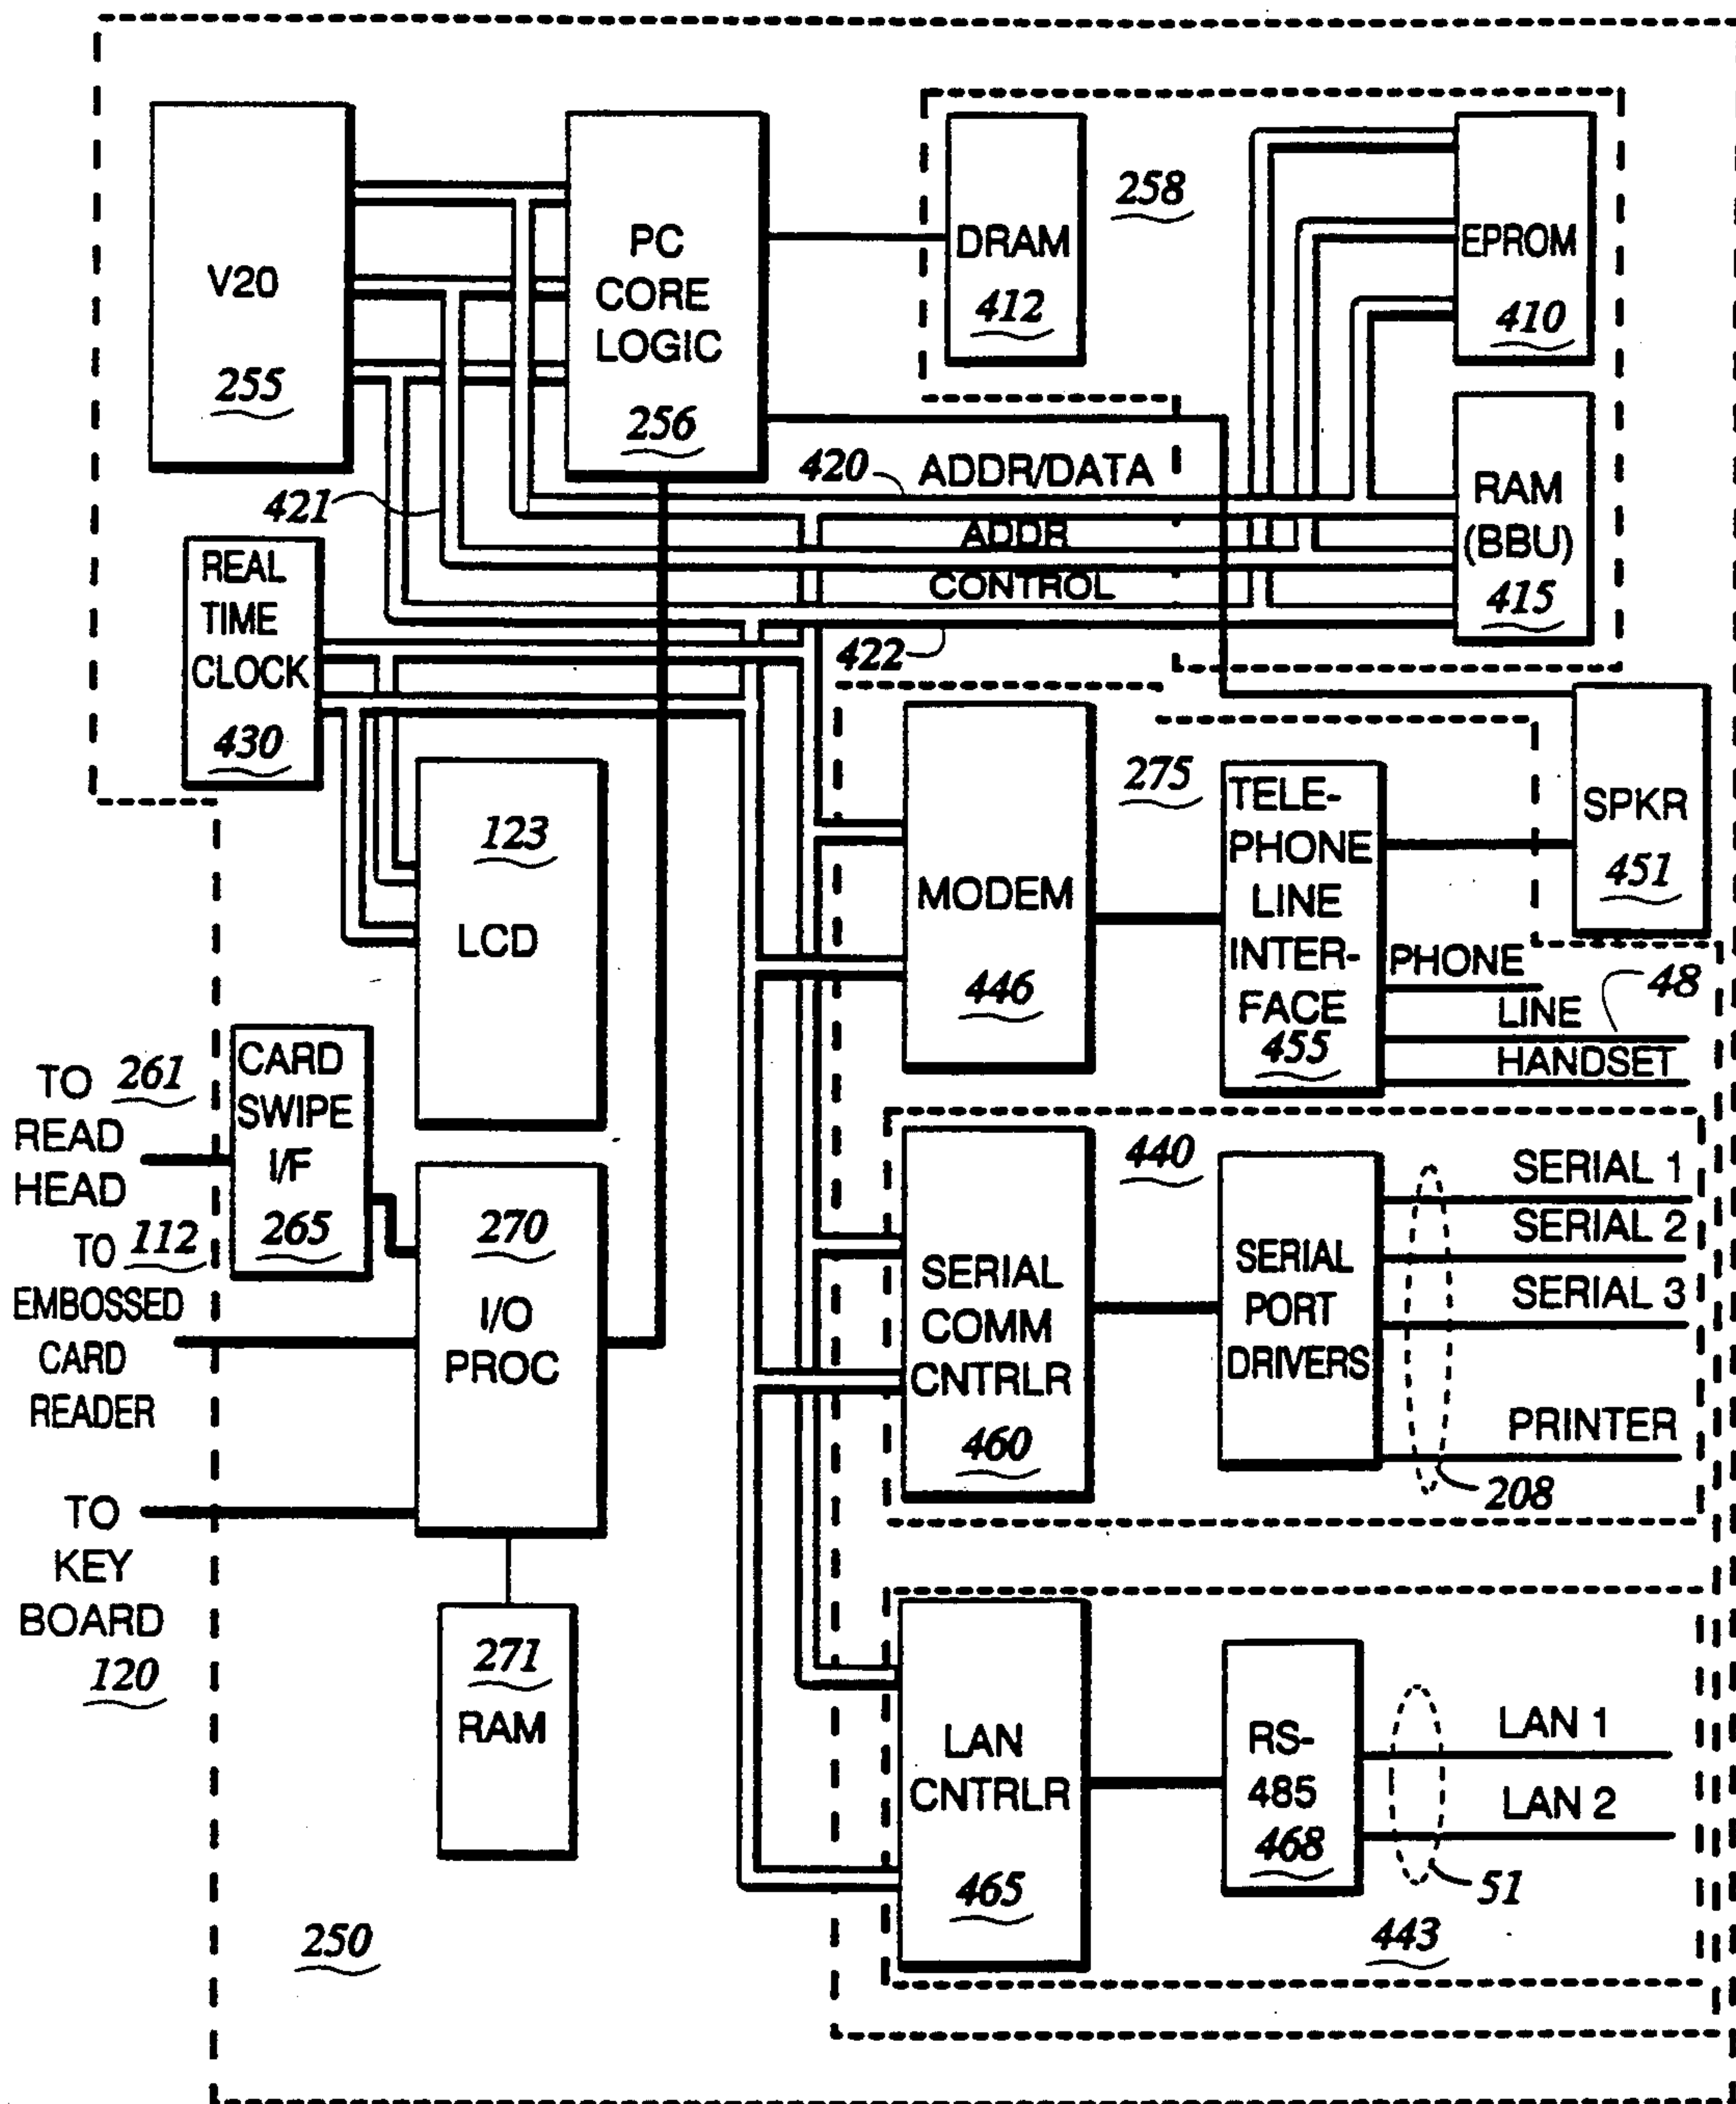 V20
255
PC
CORE
LOGIC
256
258
DRAM
412
EPROM
410
RAM
(BBU)
415
420
ADDR/DATA
421
ADDR
CONTROL
422
REAL
TIME
CLOCK
430
123
LCD
275
MODEM
446
TELE-
PHONE
LINE
INTER-
FACE
455
SPKR
451
PHONE
48
LINE
HANDSET
TO 261
READ
HEAD
CARD
SWIPE
I/F
265
TO 112
EMBOSSED
CARD
READER
270
I/O
PROC
440
SERIAL
COMM
CNTRLR
460
SERIAL
PORT
DRIVERS
SERIAL 1
SERIAL 2
SERIAL 3
PRINTER
208
TO
KEY
BOARD
120
271
RAM
LAN
CNTRLR
465
RS-
485
468
LAN 1
LAN 2
51
443
250